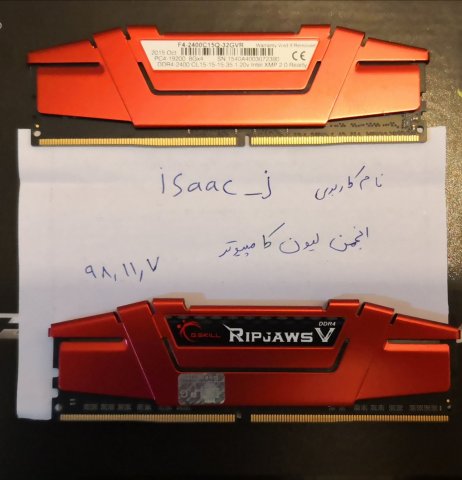 F4-2400C15Q-32GVR Warranty Void If Removed
2015 Oct
PC4-19200 8Gx4 SN:1540A4003072380
DDR4-2400 CL15-15-15-35 1.20v Intel XMP 2.0 Ready
CE
نام کاربری isaac_j
انجمن لیون کامپیوتر
۹۸,۱۱,۷
G.SKILL RIPJAWS V
DDR4